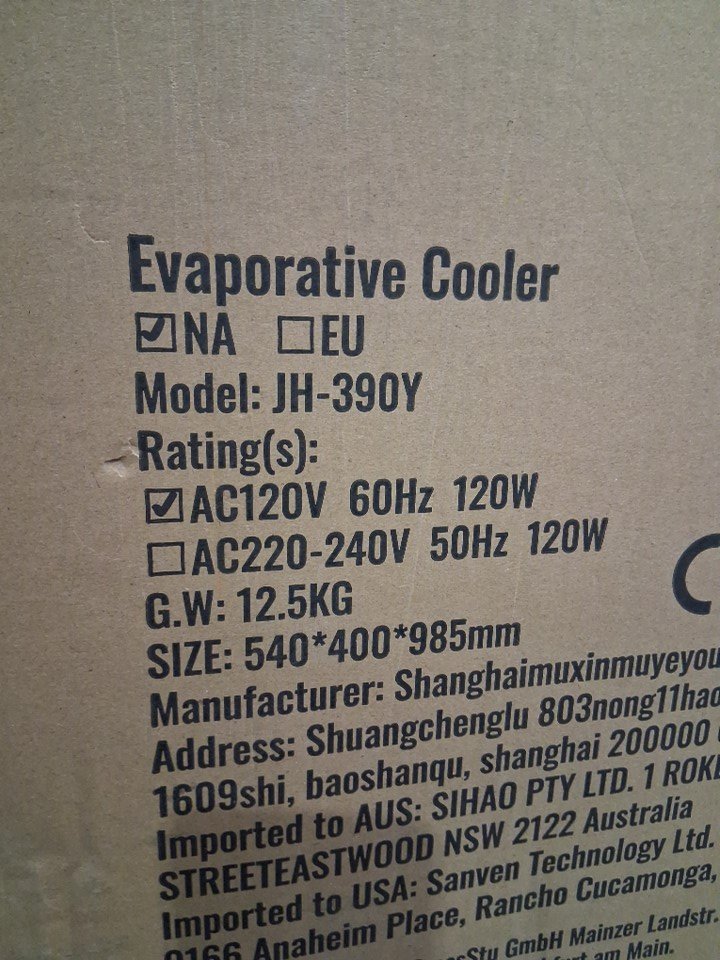 Evaporative Cooler
☑NA ☐EU
Model: JH-390Y
Rating(s):
☑AC120V 60Hz 120W
☐AC220-240V 50Hz 120W
G.W: 12.5KG
SIZE: 540*400*985mm
Manufacturer: Shanghaimuxinmuyeyou
Address: Shuangchenglu 803nong11hao
1609shi, baoshanqu, shanghai 200000
Imported to AUS: SIHAO PTY LTD. 1
STREETEASTWOOD NSW 2122 Australia
Imported to USA: Sanven Technology Ltd.
9166 Anaheim Place, Rancho Cucamonga,
GmbH Mainzer Landstr.
am Main.